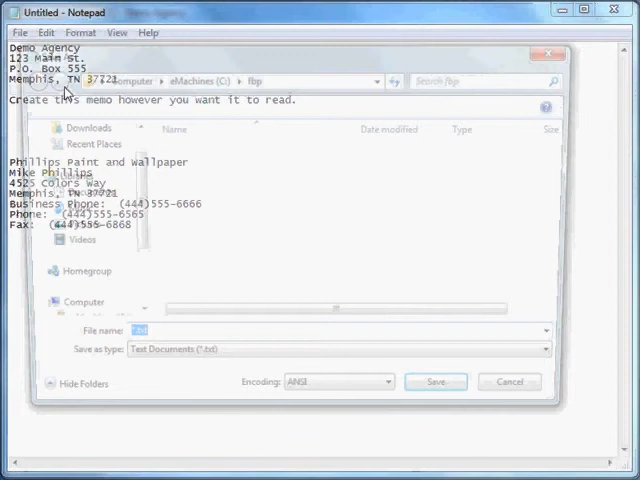 Untitled - Notepad
File Edit Format View Help
Demo Agency
123 Main St.
P.O. Box 555
Memphis, TN 37721
Create this memo however you want it to read.
Phillips Paint and Wallpaper
Mike Phillips
4525 Colors Way
Memphis, TN 37721
Business Phone: (444)555-6666
Phone: (444)555-6565
Fax: (444)555-6868
Computer eMachines (C:) fbp Search fbp
Name Date modified Type Size
Downloads
Recent Places
Videos
Homegroup
Computer
File name: *.txt
Save as type: Text Documents (*.txt)
Hide Folders Encoding: ANSI Save Cancel